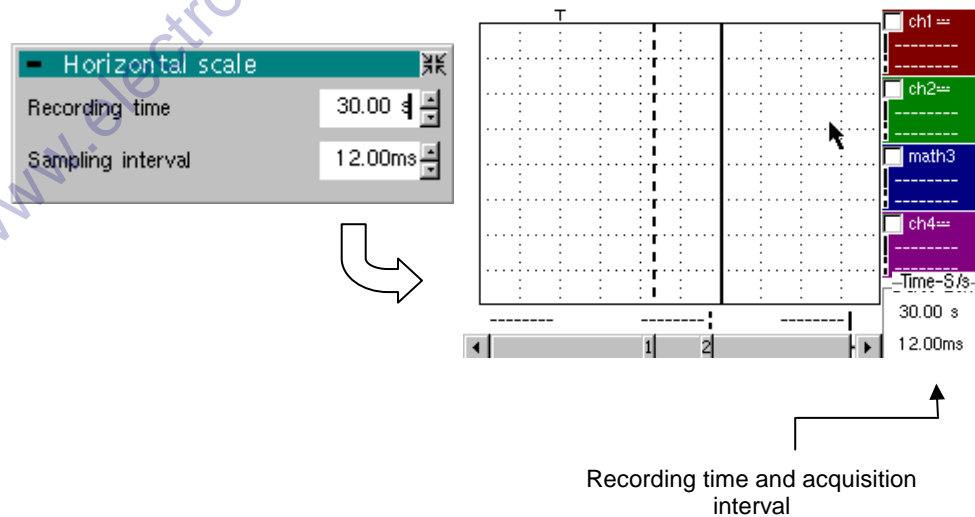 www.electro
Horizontal scale
Recording time 30.00 s
Sampling interval 12.00ms
T
ch1
ch2
math3
ch4
Time-S/s
30.00 s
12.00ms
1 2
Recording time and acquisition
interval